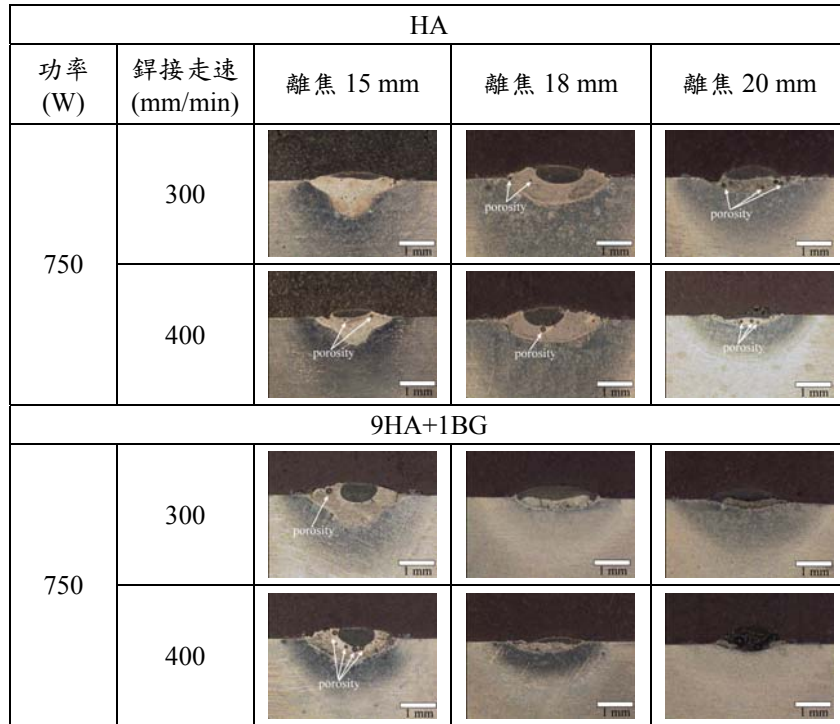 HA
功率
(W)
銲接走速
(mm/min)
離焦 15 mm
離焦 18 mm
離焦 20 mm
750
300
1 mm
porosity
1 mm
porosity
1 mm
400
porosity
1 mm
porosity
1 mm
porosity
1 mm
9HA+1BG
750
300
porosity
1 mm
1 mm
1 mm
400
porosity
1 mm
1 mm
1 mm